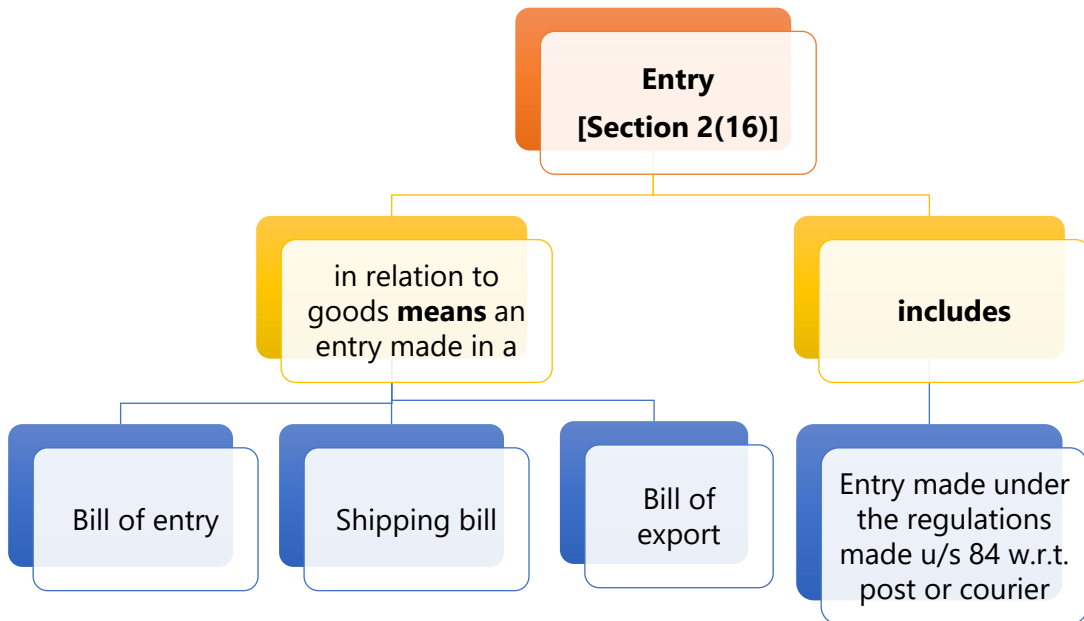 Entry
[Section 2(16)]
in relation to
goods means an
entry made in a
includes
Bill of entry
Shipping bill
Bill of
export
Entry made under
the regulations
made u/s 84 w.r.t.
post or courier